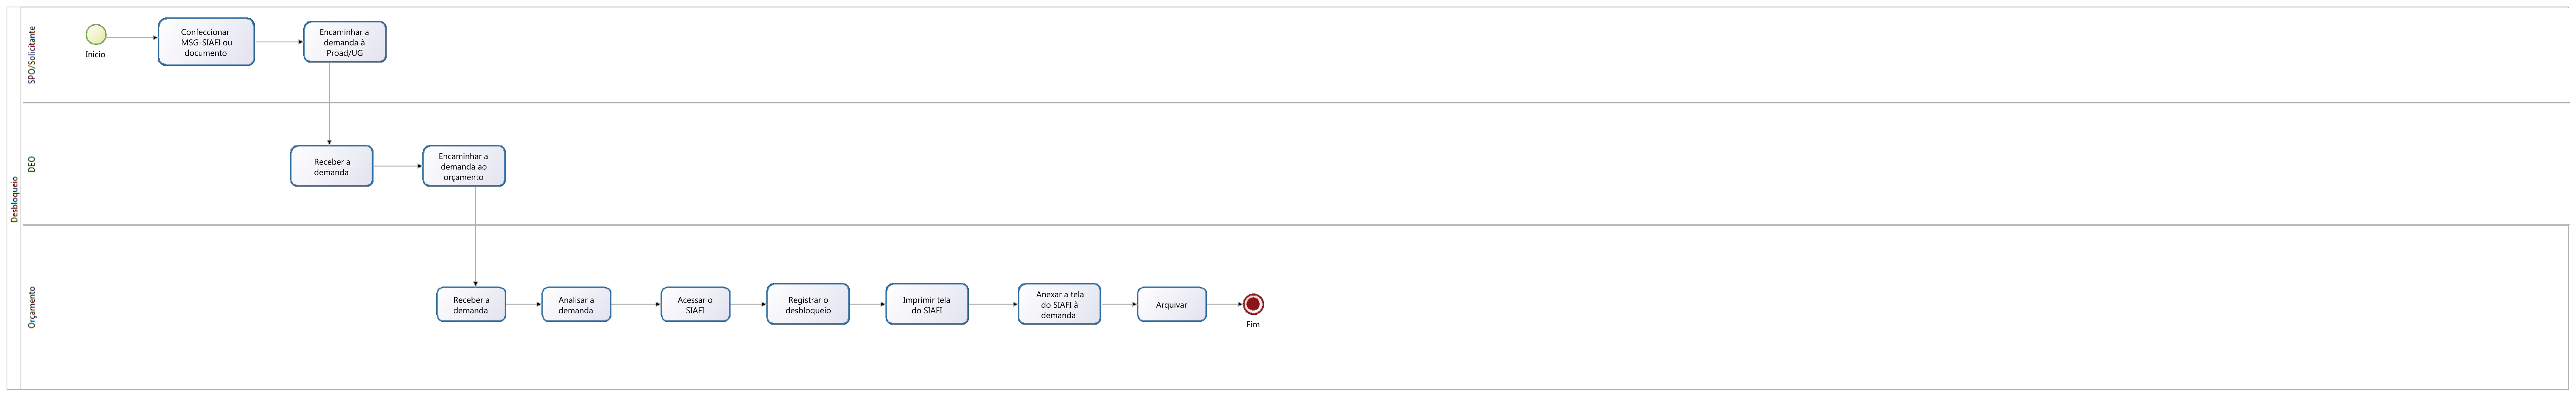 Desbloqueio
SPO/Solicitante
Inicio
Confeccionar
MSG-SIAFI ou
documento
Encaminhar a
demanda à
Proad/UG
DEO
Receber a
demanda
Encaminhar a
demanda ao
orçamento
Orçamento
Receber a
demanda
Analisar a
demanda
Acessar o
SIAFI
Registrar o
desbloqueio
Imprimir tela
do SIAFI
Anexar a tela
do SIAFI à
demanda
Arquivar
Fim